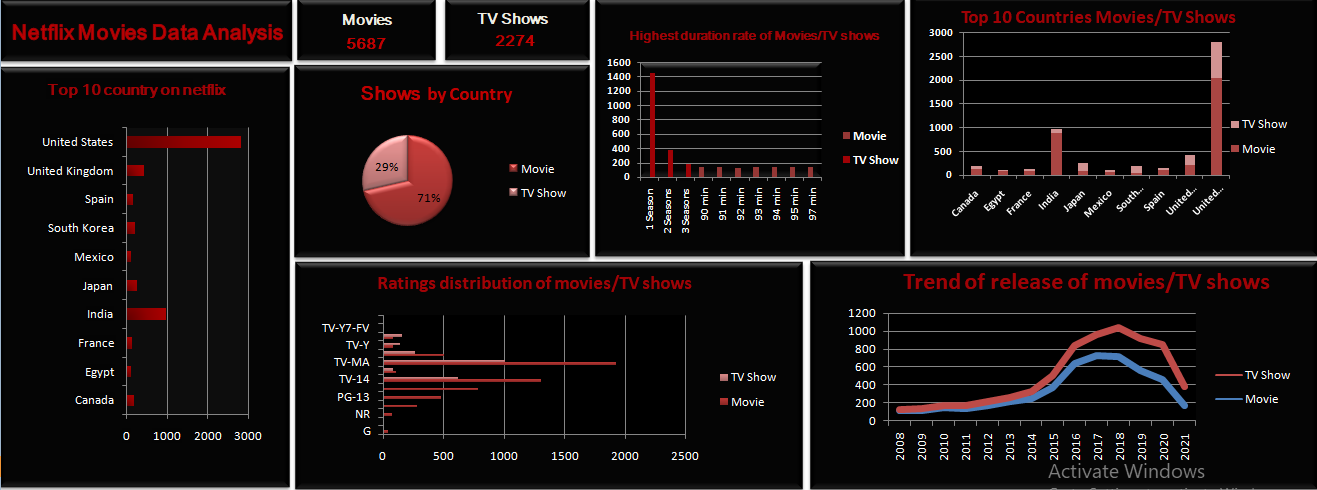 Netflix Movies Data Analysis
Movies
5687
TV Shows
2274
Top 10 country on netflix
United States
United Kingdom
Spain
South Korea
Mexico
Japan
India
France
Egypt
Canada
0 1000 2000 3000
Shows by Country
29%
71%
Movie
TV Show
Highest duration rate of Movies/TV shows
1600
1400
1200
1000
800
600
400
200
0
1 Season
2 Seasons
3 Seasons
90 min
91 min
92 min
93 min
94 min
95 min
97 min
Movie
TV Show
Top 10 Countries Movies/TV Shows
3000
2500
2000
1500
1000
500
0
Canada
Egypt
France
India
Japan
Mexico
South...
Spain
United...
United...
TV Show
Movie
Ratings distribution of movies/TV shows
TV-Y7-FV
TV-Y
TV-MA
TV-14
PG-13
NR
G
0 500 1000 1500 2000 2500
TV Show
Movie
Trend of release of movies/TV shows
1200
1000
800
600
400
200
0
2008
2009
2010
2011
2012
2013
2014
2015
2016
2017
2018
2019
2020
2021
TV Show
Movie
Activate Windows